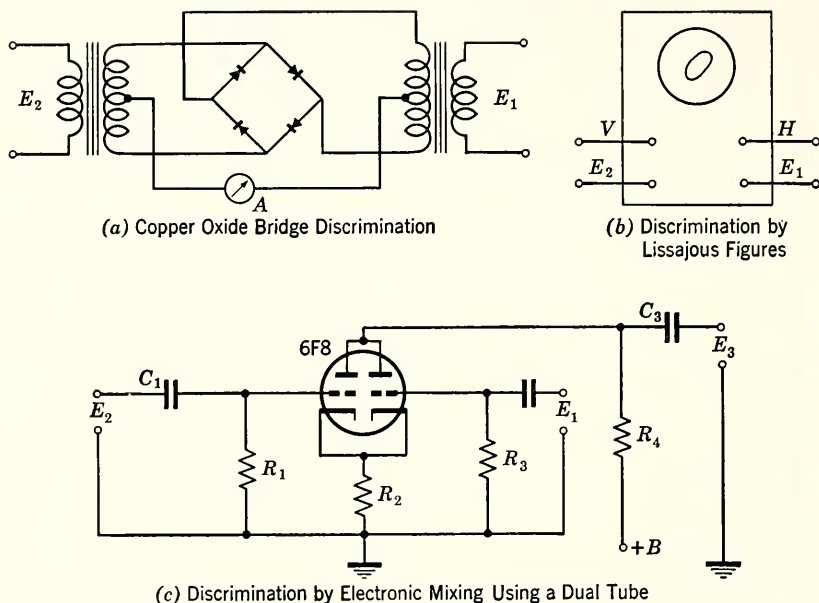 E2
E1
A
(a) Copper Oxide Bridge Discrimination
V
H
E2
E1
(b) Discrimination by
Lissajous Figures
6F8
C3
E3
C1
E2
E1
R1
R2
R3
R4
+B
(c) Discrimination by Electronic Mixing Using a Dual Tube